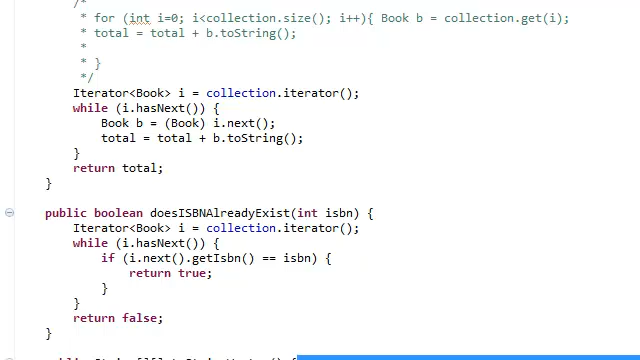 /*
* for (int i=0; i<collection.size(); i++){ Book b = collection.get(i);
* total = total + b.toString();
*
* }
*/
Iterator<Book> i = collection.iterator();
while (i.hasNext()) {
Book b = (Book) i.next();
total = total + b.toString();
}
return total;
}
public boolean doesISBNAlreadyExist(int isbn) {
Iterator<Book> i = collection.iterator();
while (i.hasNext()) {
if (i.next().getIsbn() == isbn) {
return true;
}
}
return false;
}